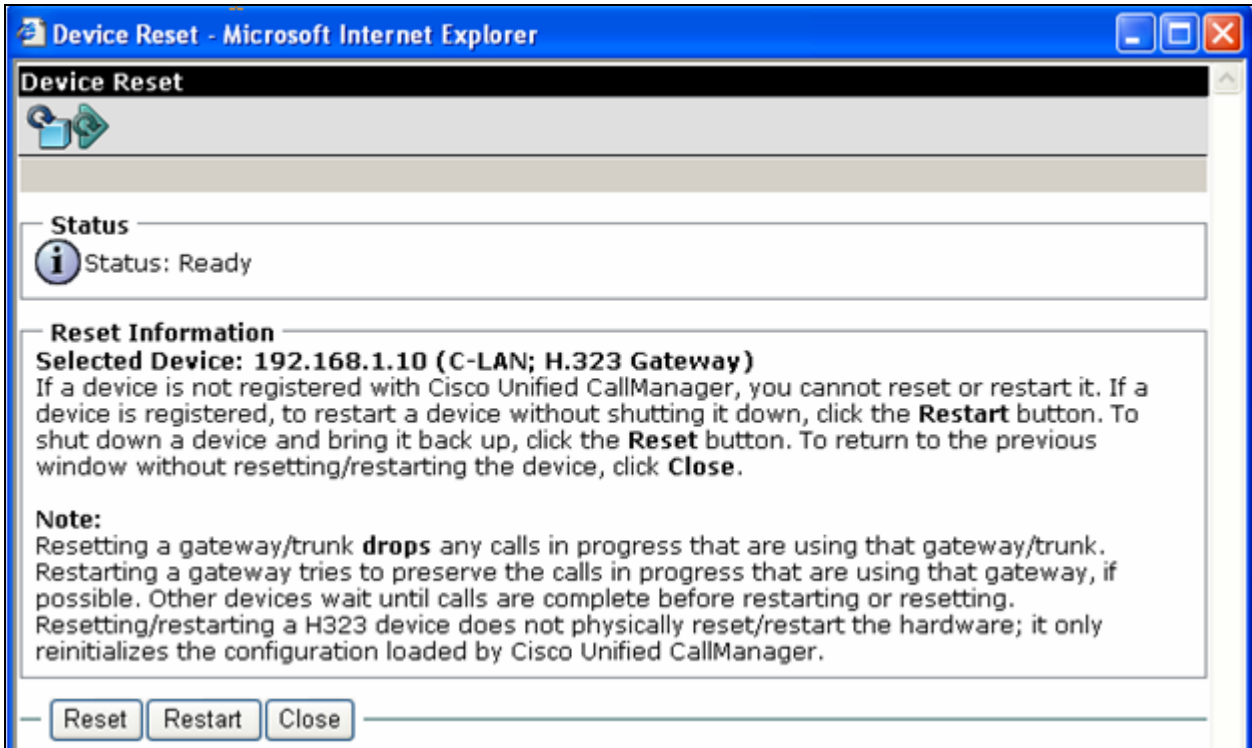 Device Reset - Microsoft Internet Explorer
Device Reset
Status
i Status: Ready
Reset Information
Selected Device: 192.168.1.10 (C-LAN; H.323 Gateway)
If a device is not registered with Cisco Unified CallManager, you cannot reset or restart it. If a
device is registered, to restart a device without shutting it down, click the Restart button. To
shut down a device and bring it back up, click the Reset button. To return to the previous
window without resetting/restarting the device, click Close.
Note:
Resetting a gateway/trunk drops any calls in progress that are using that gateway/trunk.
Restarting a gateway tries to preserve the calls in progress that are using that gateway, if
possible. Other devices wait until calls are complete before restarting or resetting.
Resetting/restarting a H323 device does not physically reset/restart the hardware; it only
reinitializes the configuration loaded by Cisco Unified CallManager.
Reset Restart Close